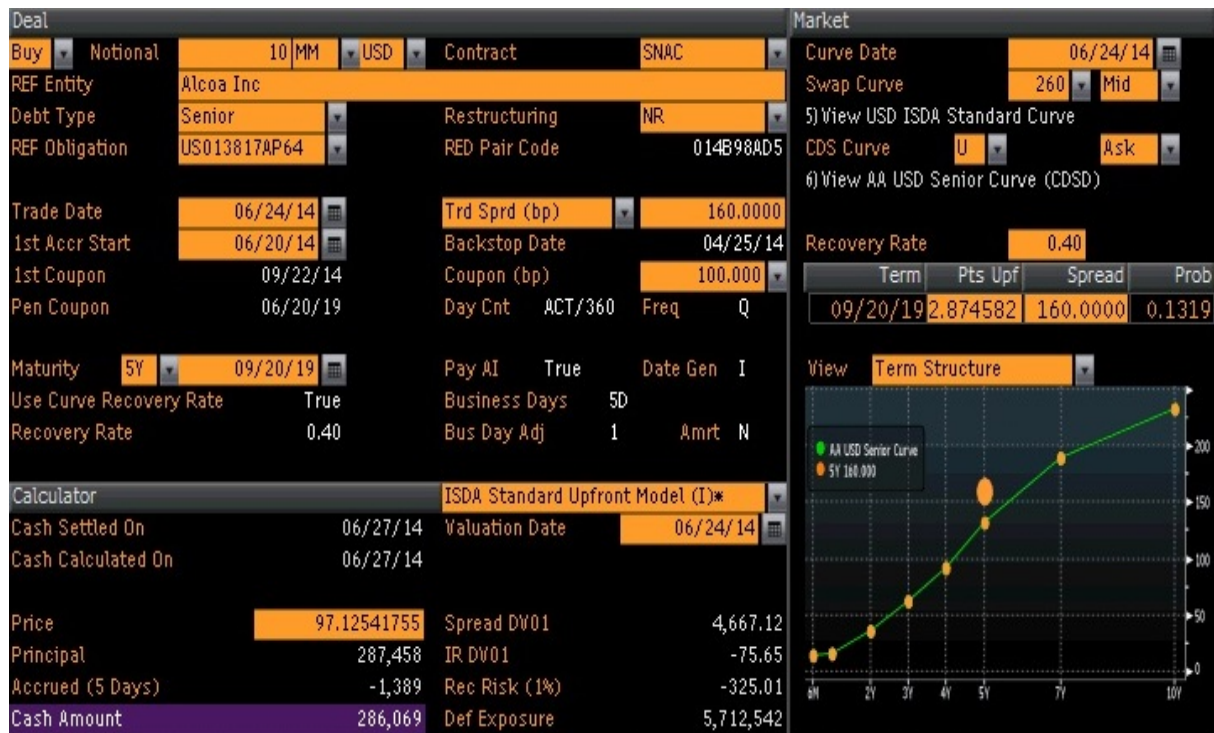 Deal
Buy Notional 10 MM USD Contract SNAC
REF Entity Alcoa Inc
Debt Type Senior Restructuring NR
REF Obligation US013817AP64 RED Pair Code 014B98AD5
Trade Date 06/24/14 Trd Sprd (bp) 160.0000
1st Accr Start 06/20/14 Backstop Date 04/25/14
1st Coupon 09/22/14 Coupon (bp) 100.000
Pen Coupon 06/20/19 Day Cnt ACT/360 Freq Q
Maturity 5Y 09/20/19 Pay AI True Date Gen I
Use Curve Recovery Rate True Business Days 5D
Recovery Rate 0.40 Bus Day Adj 1 Amrt N
Calculator ISDA Standard Upfront Model (I)*
Cash Settled On 06/27/14 Valuation Date 06/24/14
Cash Calculated On 06/27/14
Price 97.12541755 Spread DV01 4,667.12
Principal 287,458 IR DV01 -75.65
Accrued (5 Days) -1,389 Rec Risk (1%) -325.01
Cash Amount 286,069 Def Exposure 5,712,542
Market
Curve Date 06/24/14
Swap Curve 260 Mid
5) View USD ISDA Standard Curve
CDS Curve U Ask
6) View AA USD Senior Curve (CDSD)
Recovery Rate 0.40
Term Pts Upf Spread Prob
09/20/19 2.874582 160.0000 0.1319
View Term Structure
AA USD Senior Curve
5Y 160.000
200
150
100
50
0
6M 2Y 3Y 4Y 5Y 7Y 10Y